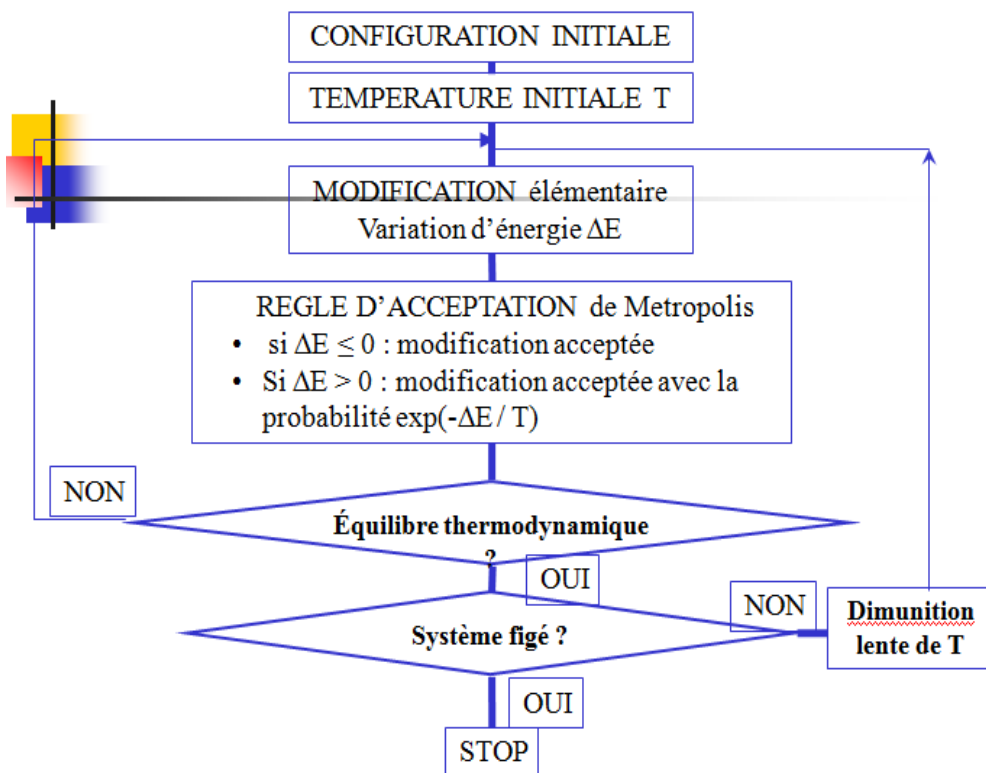 CONFIGURATION INITIALE
TEMPERATURE INITIALE T
MODIFICATION élémentaire
Variation d’énergie ΔE
REGLE D’ACCEPTATION de Metropolis
• si ΔE ≤ 0 : modification acceptée
• Si ΔE > 0 : modification acceptée avec la
probabilité exp(-ΔE / T)
NON
Équilibre thermodynamique
?
OUI
NON
Système figé ?
Dimunition
lente de T
OUI
STOP